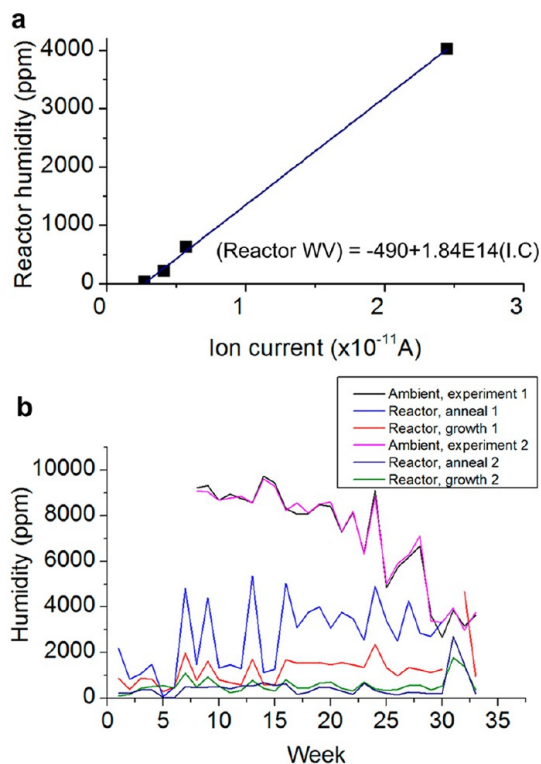 a
Reactor humidity (ppm)
4000
3000
2000
1000
0
(Reactor WV) = -490+1.84E14(I.C)
0 1 2 3
Ion current (x10⁻¹¹A)
b
Ambient, experiment 1
Reactor, anneal 1
Reactor, growth 1
Ambient, experiment 2
Reactor, anneal 2
Reactor, growth 2
Humidity (ppm)
10000
8000
6000
4000
2000
0
0 5 10 15 20 25 30 35
Week